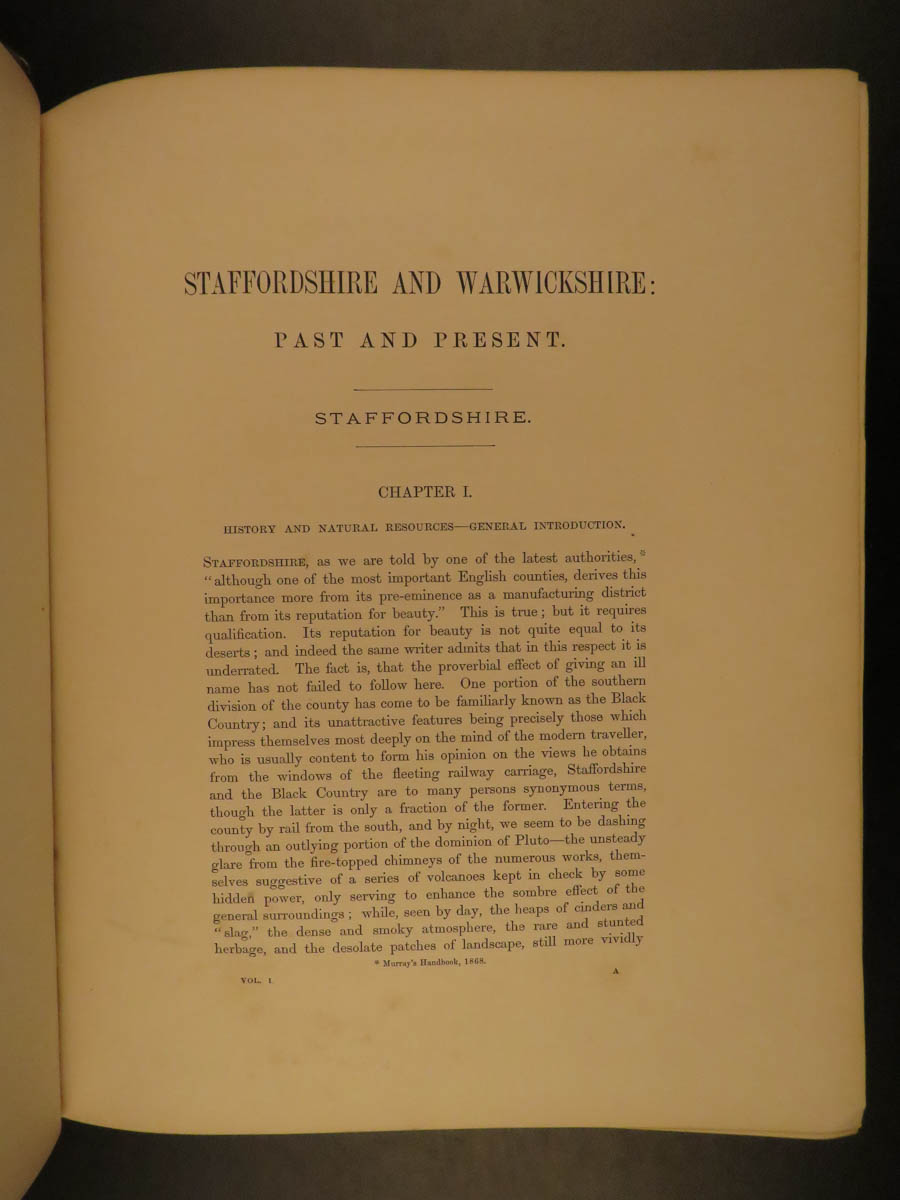 STAFFORDSHIRE AND WARWICKSHIRE:
PAST AND PRESENT.
STAFFORDSHIRE.
CHAPTER I.
HISTORY AND NATURAL RESOURCES—GENERAL INTRODUCTION.
STAFFORDSHIRE, as we are told by one of the latest authorities,*
“although one of the most important English counties, derives this
importance more from its pre-eminence as a manufacturing district
than from its reputation for beauty.” This is true; but it requires
qualification. Its reputation for beauty is not quite equal to its
deserts; and indeed the same writer admits that in this respect it is
underrated. The fact is, that the proverbial effect of giving an ill
name has not failed to follow here. One portion of the southern
division of the county has come to be familiarly known as the Black
Country; and its unattractive features being precisely those which
impress themselves most deeply on the mind of the modern traveller,
who is usually content to form his opinion on the views he obtains
from the windows of the fleeting railway carriage, Staffordshire
and the Black Country are to many persons synonymous terms,
though the latter is only a fraction of the former. Entering the
county by rail from the south, and by night, we seem to be dashing
through an outlying portion of the dominion of Pluto—the unsteady
glare from the fire-topped chimneys of the numerous works, them-
selves suggestive of a series of volcanoes kept in check by some
hidden power, only serving to enhance the sombre effect of the
general surroundings; while, seen by day, the heaps of cinders and
“slag,” the dense and smoky atmosphere, the rare and stunted
herbage, and the desolate patches of landscape, still more vividly
* Murray's Handbook, 1868.
VOL. I. A